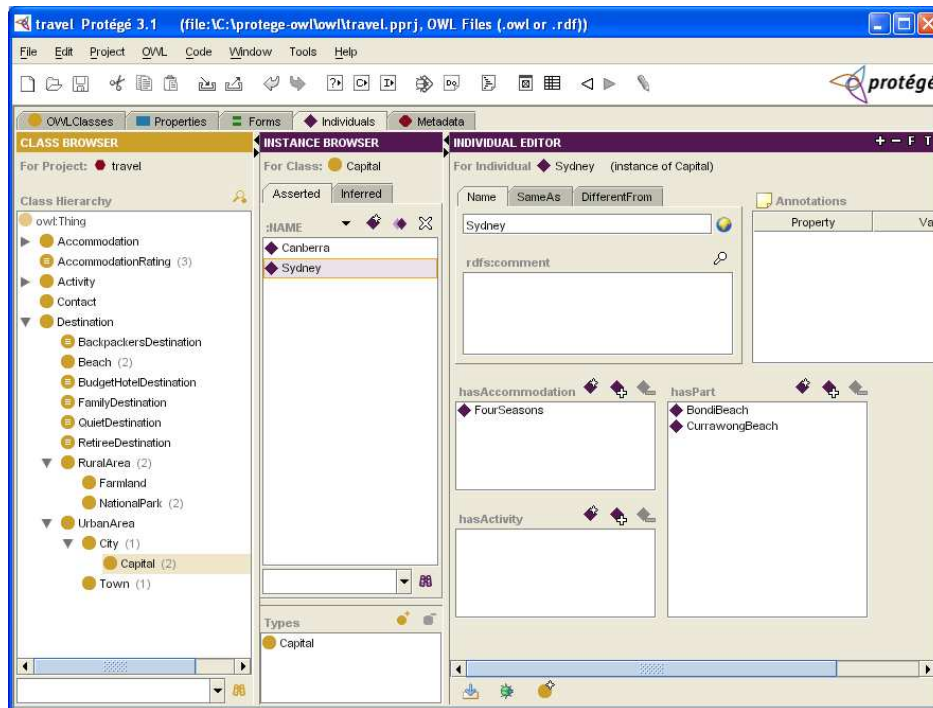 travel Protégé 3.1 (file:\C:\protege-owl\owl\travel.pprj, OWL Files (.owl or .rdf))
File Edit Project OWL Code Window Tools Help
protégé
OWLClasses Properties Forms Individuals Metadata
CLASS BROWSER
For Project: travel
Class Hierarchy
owl:Thing
Accommodation
AccommodationRating (3)
Activity
Contact
Destination
BackpackersDestination
Beach (2)
BudgetHotelDestination
FamilyDestination
QuietDestination
RetireeDestination
RuralArea (2)
Farmland
NationalPark (2)
UrbanArea
City (1)
Capital (2)
Town (1)
INSTANCE BROWSER
For Class: Capital
Asserted Inferred
:NAME
Canberra
Sydney
Types
Capital
INDIVIDUAL EDITOR + − F T
For Individual Sydney (instance of Capital)
Name SameAs DifferentFrom
Sydney
rdfs:comment
Annotations
Property Va
hasAccommodation
FourSeasons
hasPart
BondiBeach
CurrawongBeach
hasActivity